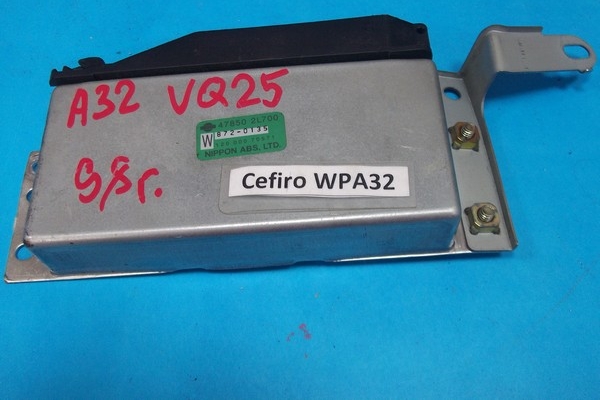 A32 VQ25
47850 2L700
W 872-0135
NIPPON ABS, LTD.
Cefiro WPA32
98г.